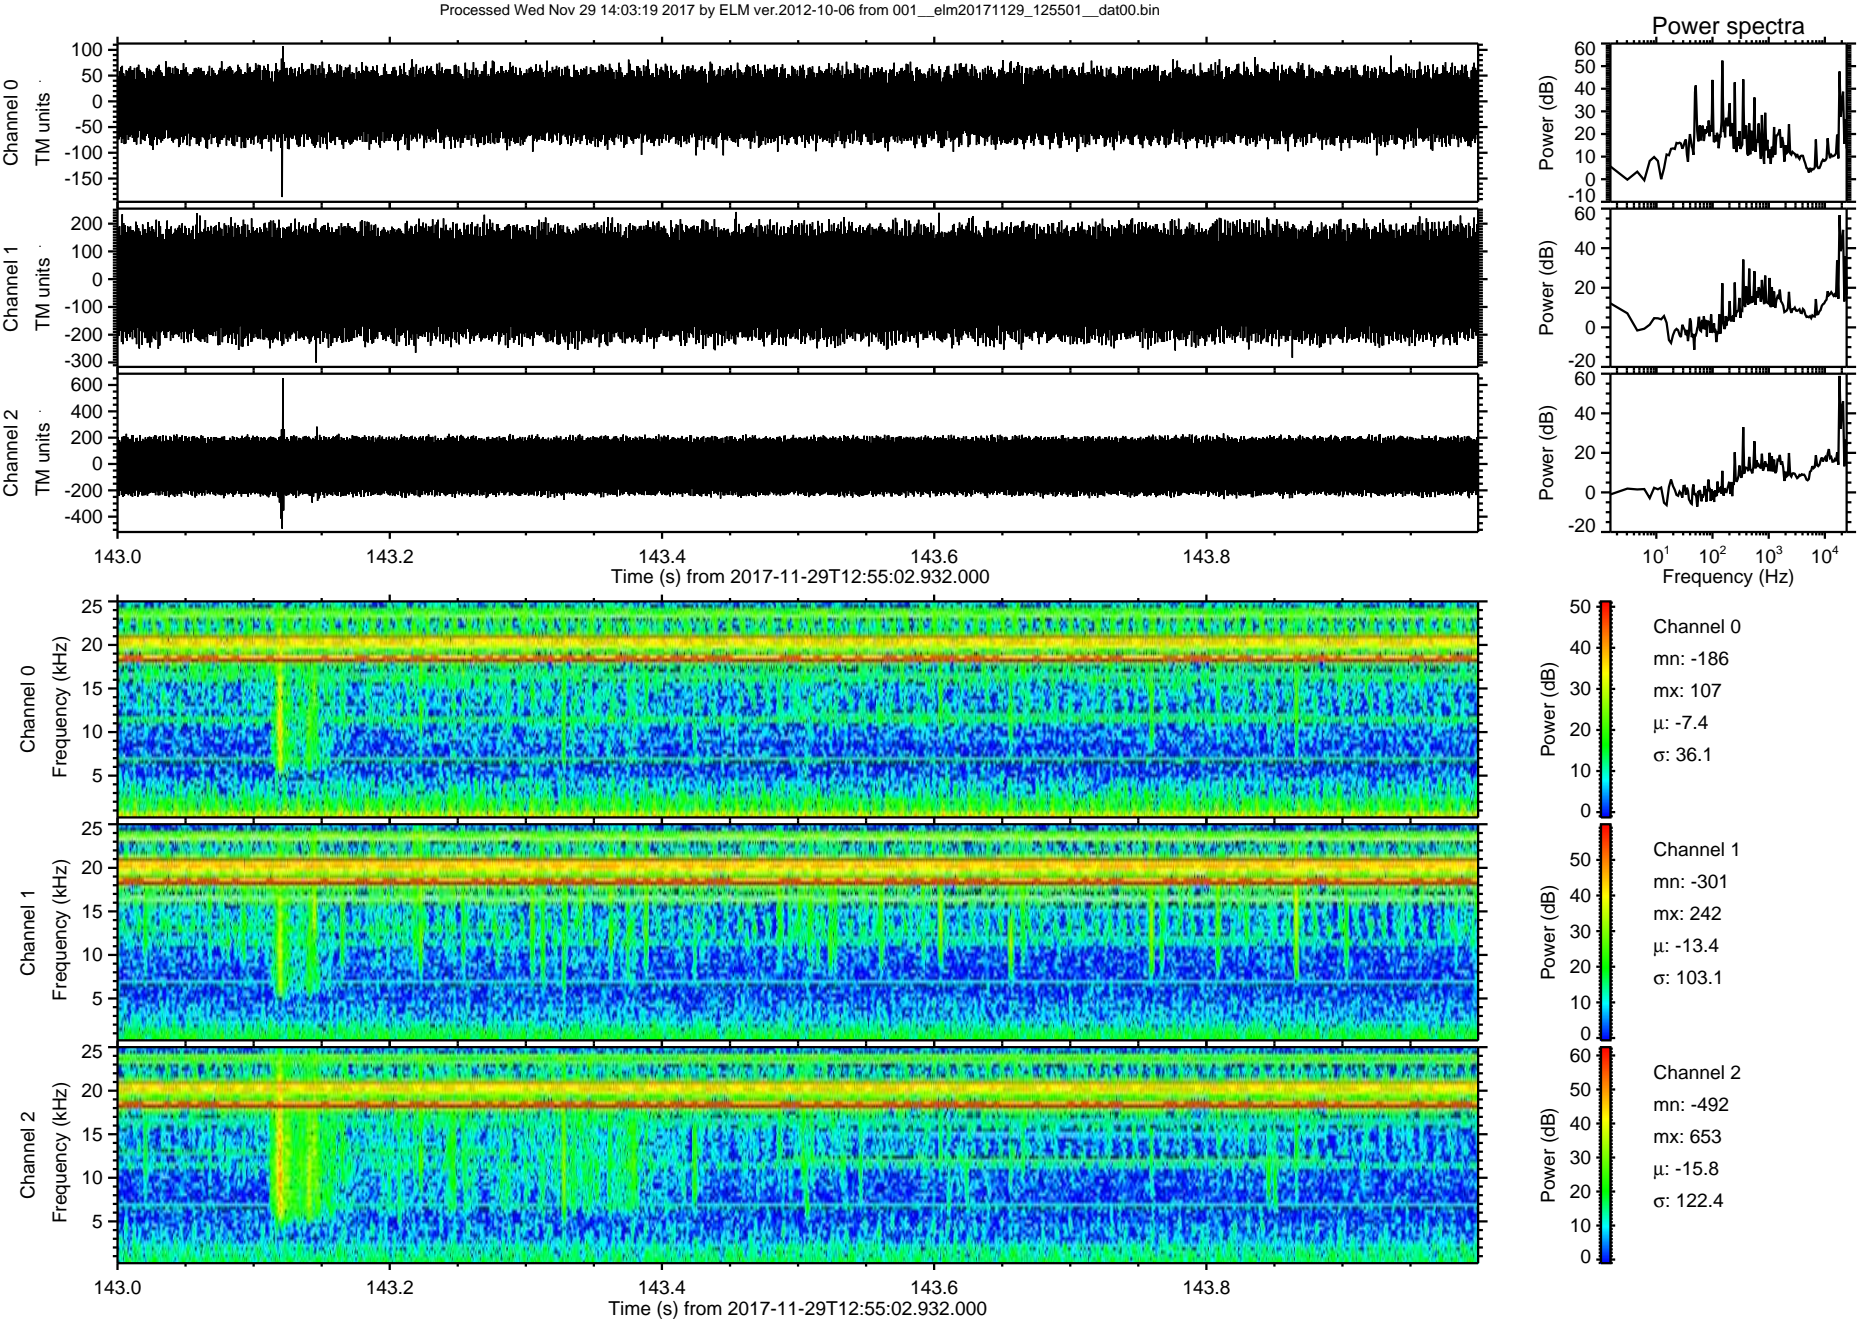 Processed Wed Nov 29 14:03:19 2017 by ELM ver.2012-10-06 from 001__elm20171129_125501__dat00.bin
Power spectra
Channel 0
TM units
100
50
0
-50
-100
-150
Power (dB)
60
50
40
30
20
10
0
-10
Channel 1
TM units
200
100
0
-100
-200
-300
Power (dB)
60
40
20
0
-20
Channel 2
TM units
600
400
200
0
-200
-400
Power (dB)
60
40
20
0
-20
143.0 143.2 143.4 143.6 143.8
Time (s) from 2017-11-29T12:55:02.932.000
10¹ 10² 10³ 10⁴
Frequency (Hz)
Channel 0
Frequency (kHz)
25
20
15
10
5
Power (dB)
50
40
30
20
10
0
Channel 0
mn: -186
mx: 107
μ: -7.4
σ: 36.1
Channel 1
Frequency (kHz)
25
20
15
10
5
Power (dB)
50
40
30
20
10
0
Channel 1
mn: -301
mx: 242
μ: -13.4
σ: 103.1
Channel 2
Frequency (kHz)
25
20
15
10
5
Power (dB)
60
50
40
30
20
10
0
Channel 2
mn: -492
mx: 653
μ: -15.8
σ: 122.4
143.0 143.2 143.4 143.6 143.8
Time (s) from 2017-11-29T12:55:02.932.000